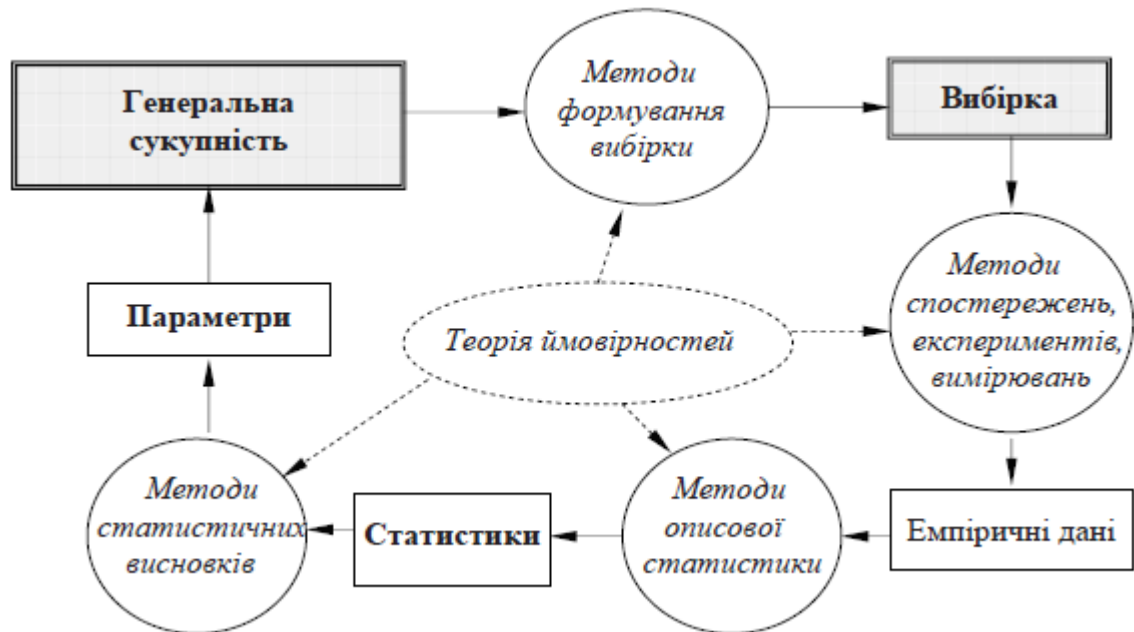 Генеральна
сукупність
Методи
формування
вибірки
Вибірка
Методи
спостережень,
експериментів,
вимірювань
Параметри
Теорія ймовірностей
Методи
статистичних
висновків
Статистики
Методи
описової
статистики
Емпіричні дані